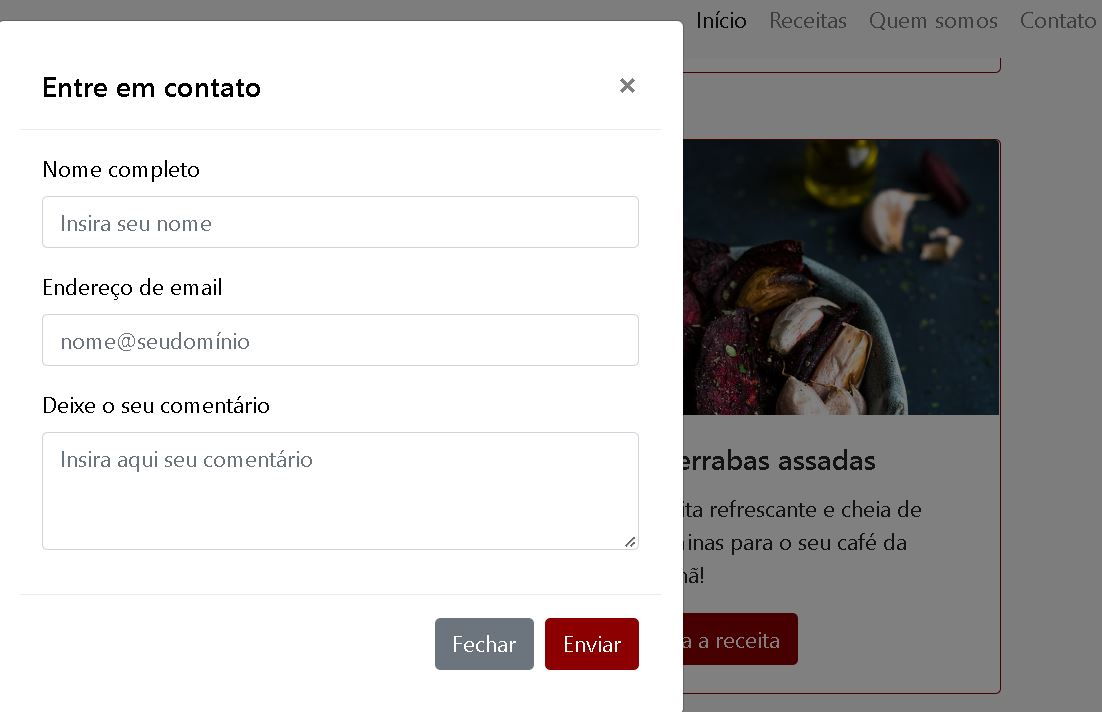 Início Receitas Quem somos Contato
Entre em contato
×
Nome completo
Insira seu nome
Endereço de email
nome@seudomínio
Deixe o seu comentário
Insira aqui seu comentário
Fechar Enviar
errabas assadas
ita refrescante e cheia de
inas para o seu café da
ã!
a a receita